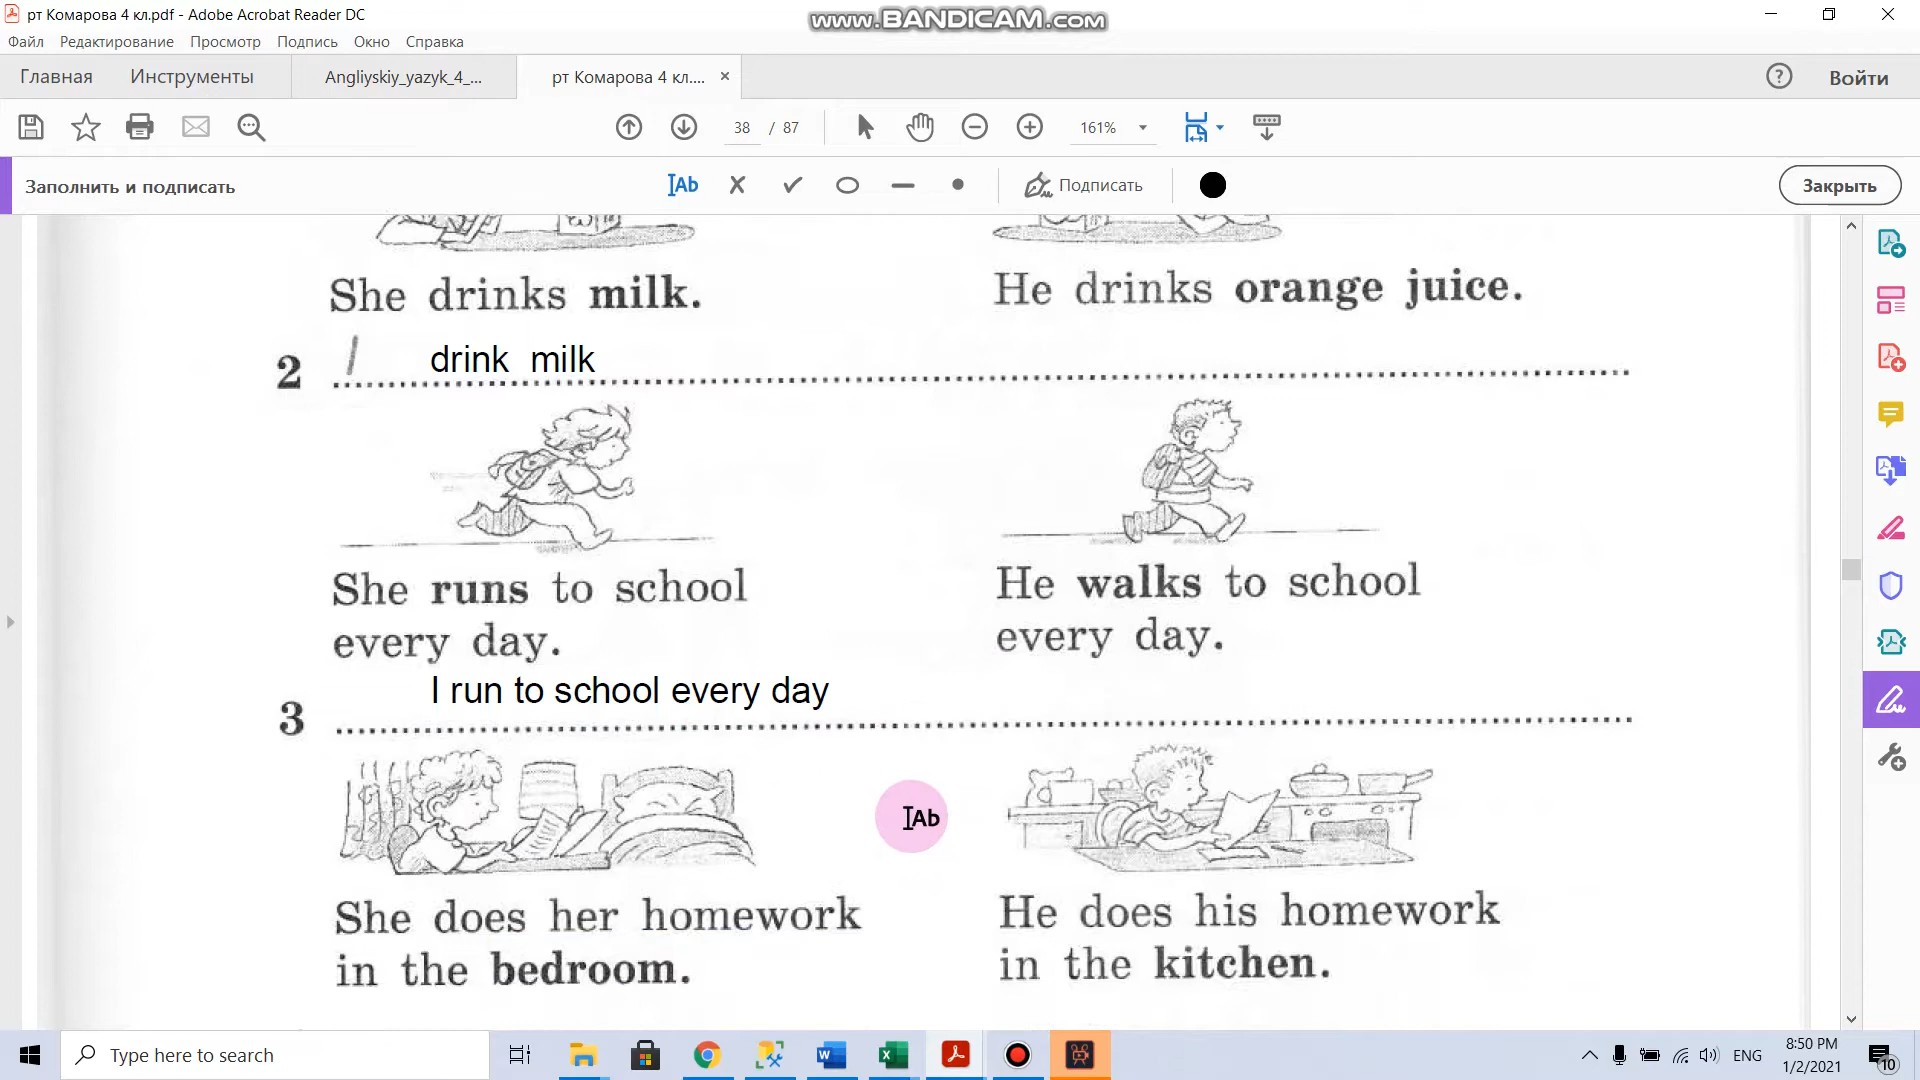 рт Комарова 4 кл.pdf - Adobe Acrobat Reader DC
www.BANDICAM.com
Файл Редактирование Просмотр Подпись Окно Справка
Главная Инструменты Angliyskiy_yazyk_4_... рт Комарова 4 кл.... × Войти
38 / 87 161%
Заполнить и подписать Ab Подписать Закрыть
She drinks milk. He drinks orange juice.
2 I drink milk
She runs to school He walks to school
every day. every day.
I run to school every day
3
Ab
She does her homework He does his homework
in the bedroom. in the kitchen.
Type here to search
ENG
8:50 PM
1/2/2021
10